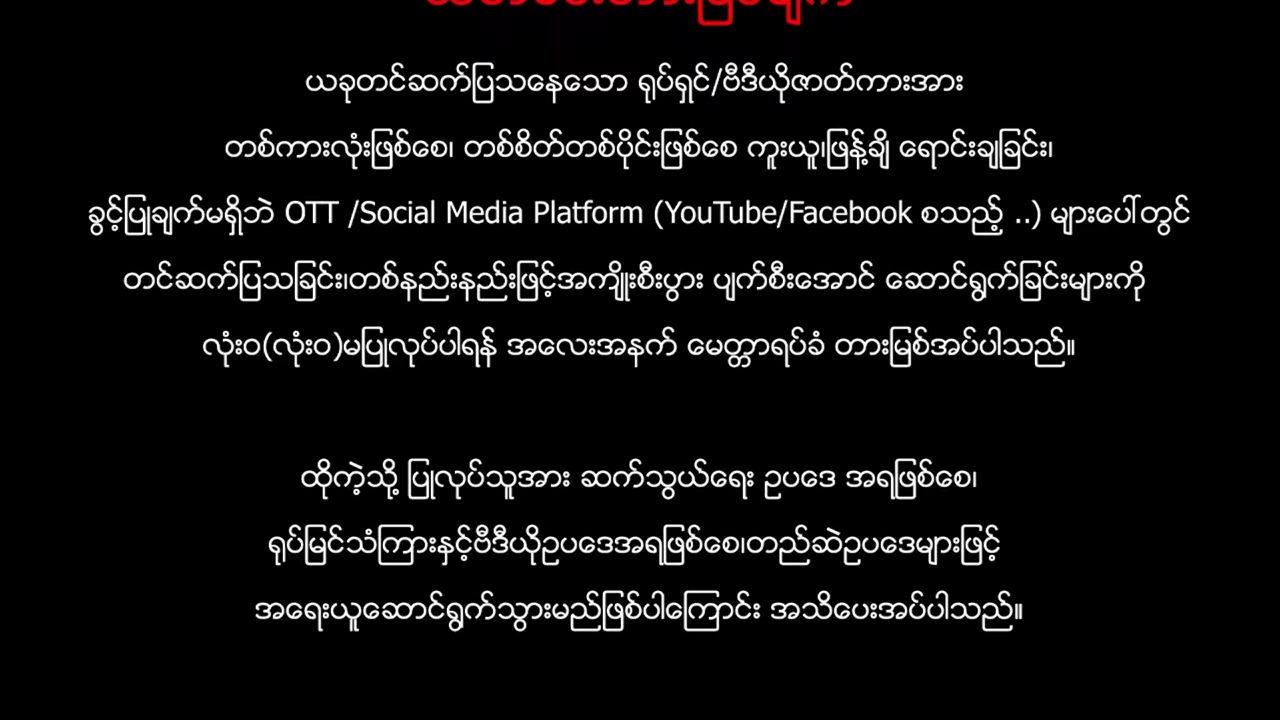 ယခုတင်ဆက်ပြသနေသော ရုပ်ရှင်/ဗီဒီယိုဇာတ်ကားအား
တစ်ကားလုံးဖြစ်စေ၊ တစ်စိတ်တစ်ပိုင်းဖြစ်စေ ကူးယူ၊ဖြန့်ချိ ရောင်းချခြင်း၊
ခွင့်ပြုချက်မရှိဘဲ OTT /Social Media Platform (YouTube/Facebook စသည့် ..) များပေါ်တွင်
တင်ဆက်ပြသခြင်း၊တစ်နည်းနည်းဖြင့်အကျိုးစီးပွား ပျက်စီးအောင် ဆောင်ရွက်ခြင်းများကို
လုံးဝ(လုံးဝ)မပြုလုပ်ပါရန် အလေးအနက် မေတ္တာရပ်ခံ တားမြစ်အပ်ပါသည်။
ထိုကဲ့သို့ ပြုလုပ်သူအား ဆက်သွယ်ရေး ဥပဒေ အရဖြစ်စေ၊
ရုပ်မြင်သံကြားနှင့်ဗီဒီယိုဥပဒေအရဖြစ်စေ၊တည်ဆဲဥပဒေများဖြင့်
အရေးယူဆောင်ရွက်သွားမည်ဖြစ်ပါကြောင်း အသိပေးအပ်ပါသည်။